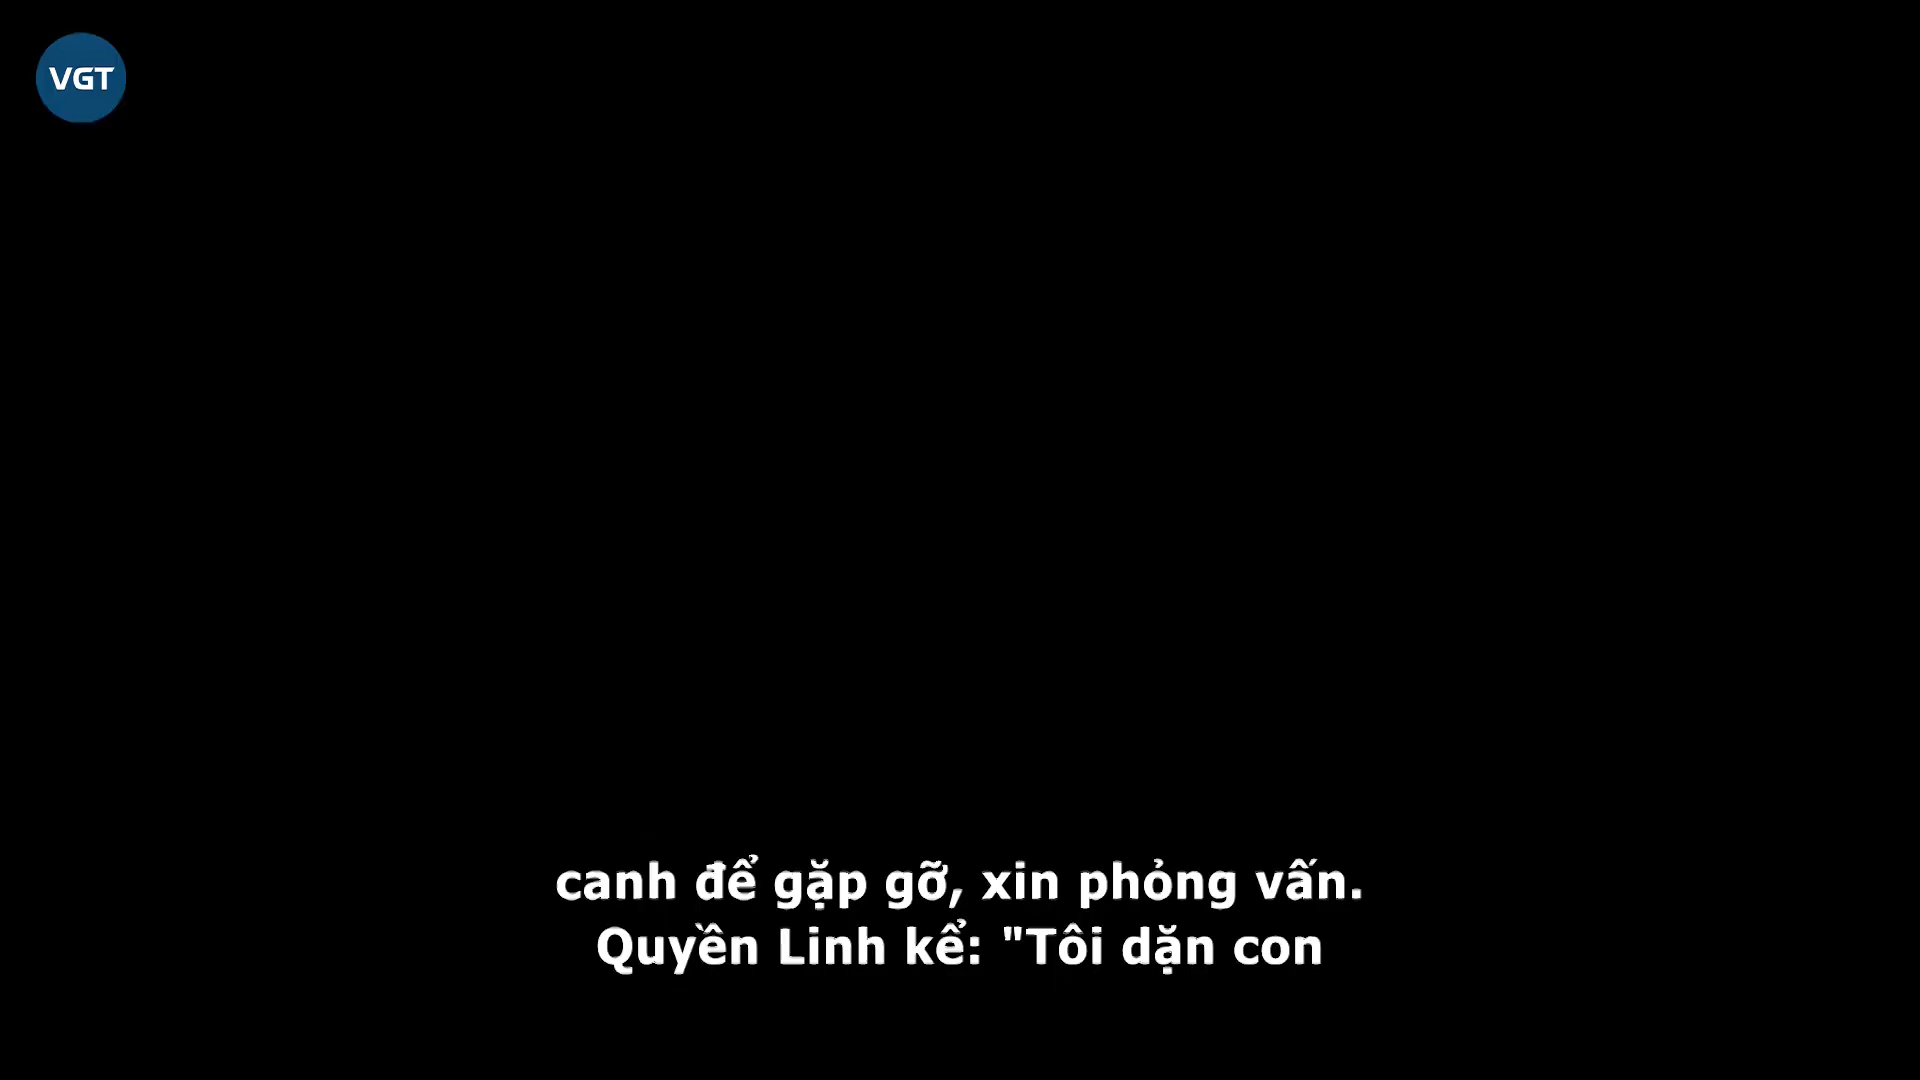 VGT
canh để gặp gỡ, xin phỏng vấn.
Quyền Linh kể: "Tôi dặn con